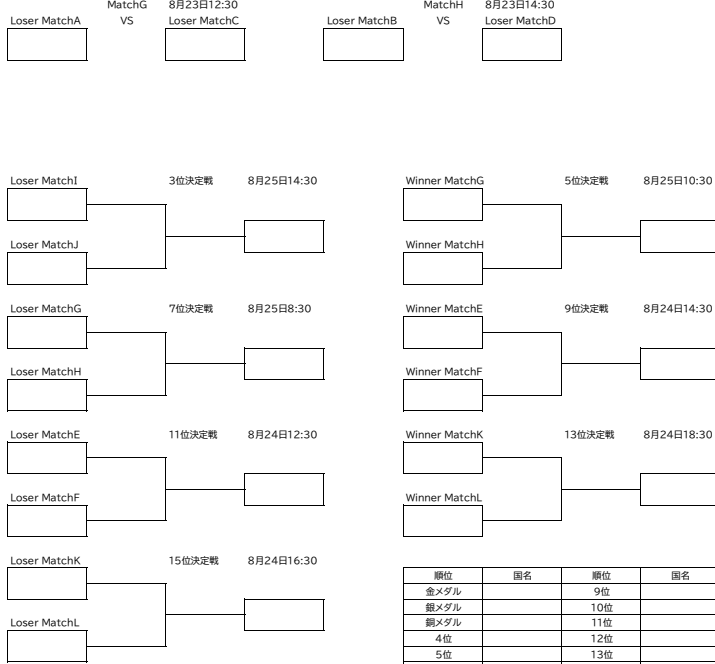 MatchG 8月23日12:30 MatchH 8月23日14:30
Loser MatchA VS Loser MatchC Loser MatchB VS Loser MatchD
Loser MatchI 3位決定戦 8月25日14:30 Winner MatchG 5位決定戦 8月25日10:30
Loser MatchJ Winner MatchH
Loser MatchG 7位決定戦 8月25日8:30 Winner MatchE 9位決定戦 8月24日14:30
Loser MatchH Winner MatchF
Loser MatchE 11位決定戦 8月24日12:30 Winner MatchK 13位決定戦 8月24日18:30
Loser MatchF Winner MatchL
Loser MatchK 15位決定戦 8月24日16:30
Loser MatchL
順位 国名 順位 国名
金メダル 9位
銀メダル 10位
銅メダル 11位
4位 12位
5位 13位